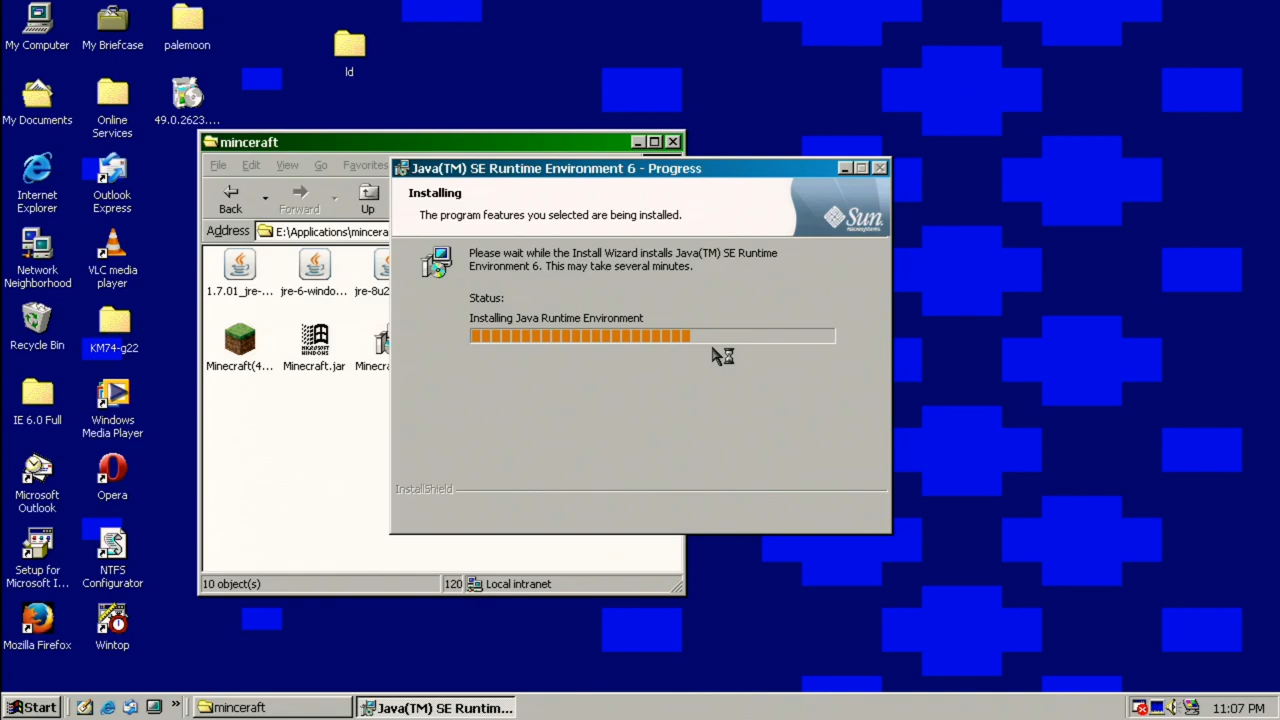 My Computer
My Briefcase
palemoon
ld
My Documents
Online
Services
49.0.2623....
Internet
Explorer
Outlook
Express
Network
Neighborhood
VLC media
player
Recycle Bin
KM74-g22
IE 6.0 Full
Windows
Media Player
Microsoft
Outlook
Opera
Setup for
Microsoft I...
NTFS
Configurator
Mozilla Firefox
Wintop
minceraft
File Edit View Go Favorites
Back Forward Up
Address E:\Applications\mincera
1.7.01_jre-... jre-6-windo... jre-8u2
Minecraft(4... Minecraft.jar Minecra
MICROSOFT
WINDOWS
10 object(s) 120 Local intranet
Java(TM) SE Runtime Environment 6 - Progress
Installing
The program features you selected are being installed.
Sun
microsystems
Please wait while the Install Wizard installs Java(TM) SE Runtime
Environment 6. This may take several minutes.
Status:
Installing Java Runtime Environment
InstallShield
Start » minceraft Java(TM) SE Runtim... 11:07 PM